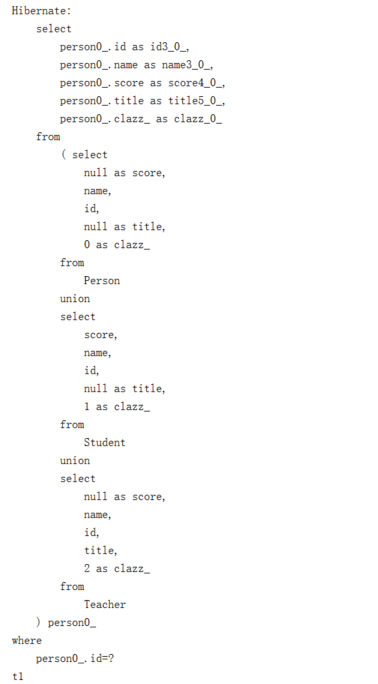 Hibernate:
    select
        person0_.id as id3_0_,
        person0_.name as name3_0_,
        person0_.score as score4_0_,
        person0_.title as title5_0_,
        person0_.clazz_ as clazz_0_
    from
        ( select
            null as score,
            name,
            id,
            null as title,
            0 as clazz_
        from
            Person
        union
        select
            score,
            name,
            id,
            null as title,
            1 as clazz_
        from
            Student
        union
        select
            null as score,
            name,
            id,
            title,
            2 as clazz_
        from
            Teacher
    ) person0_
where
    person0_.id=?
t1